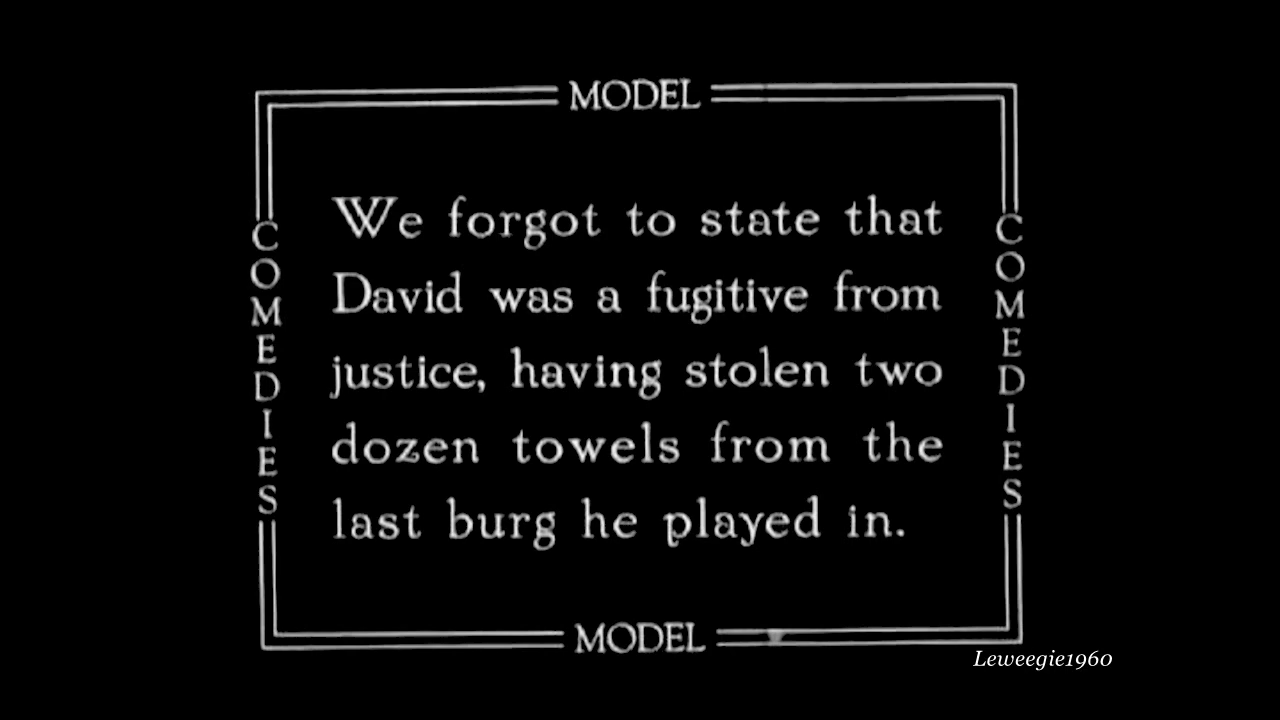 MODEL
COMEDIES
COMEDIES
We forgot to state that
David was a fugitive from
justice, having stolen two
dozen towels from the
last burg he played in.
MODEL
Leweegie1960